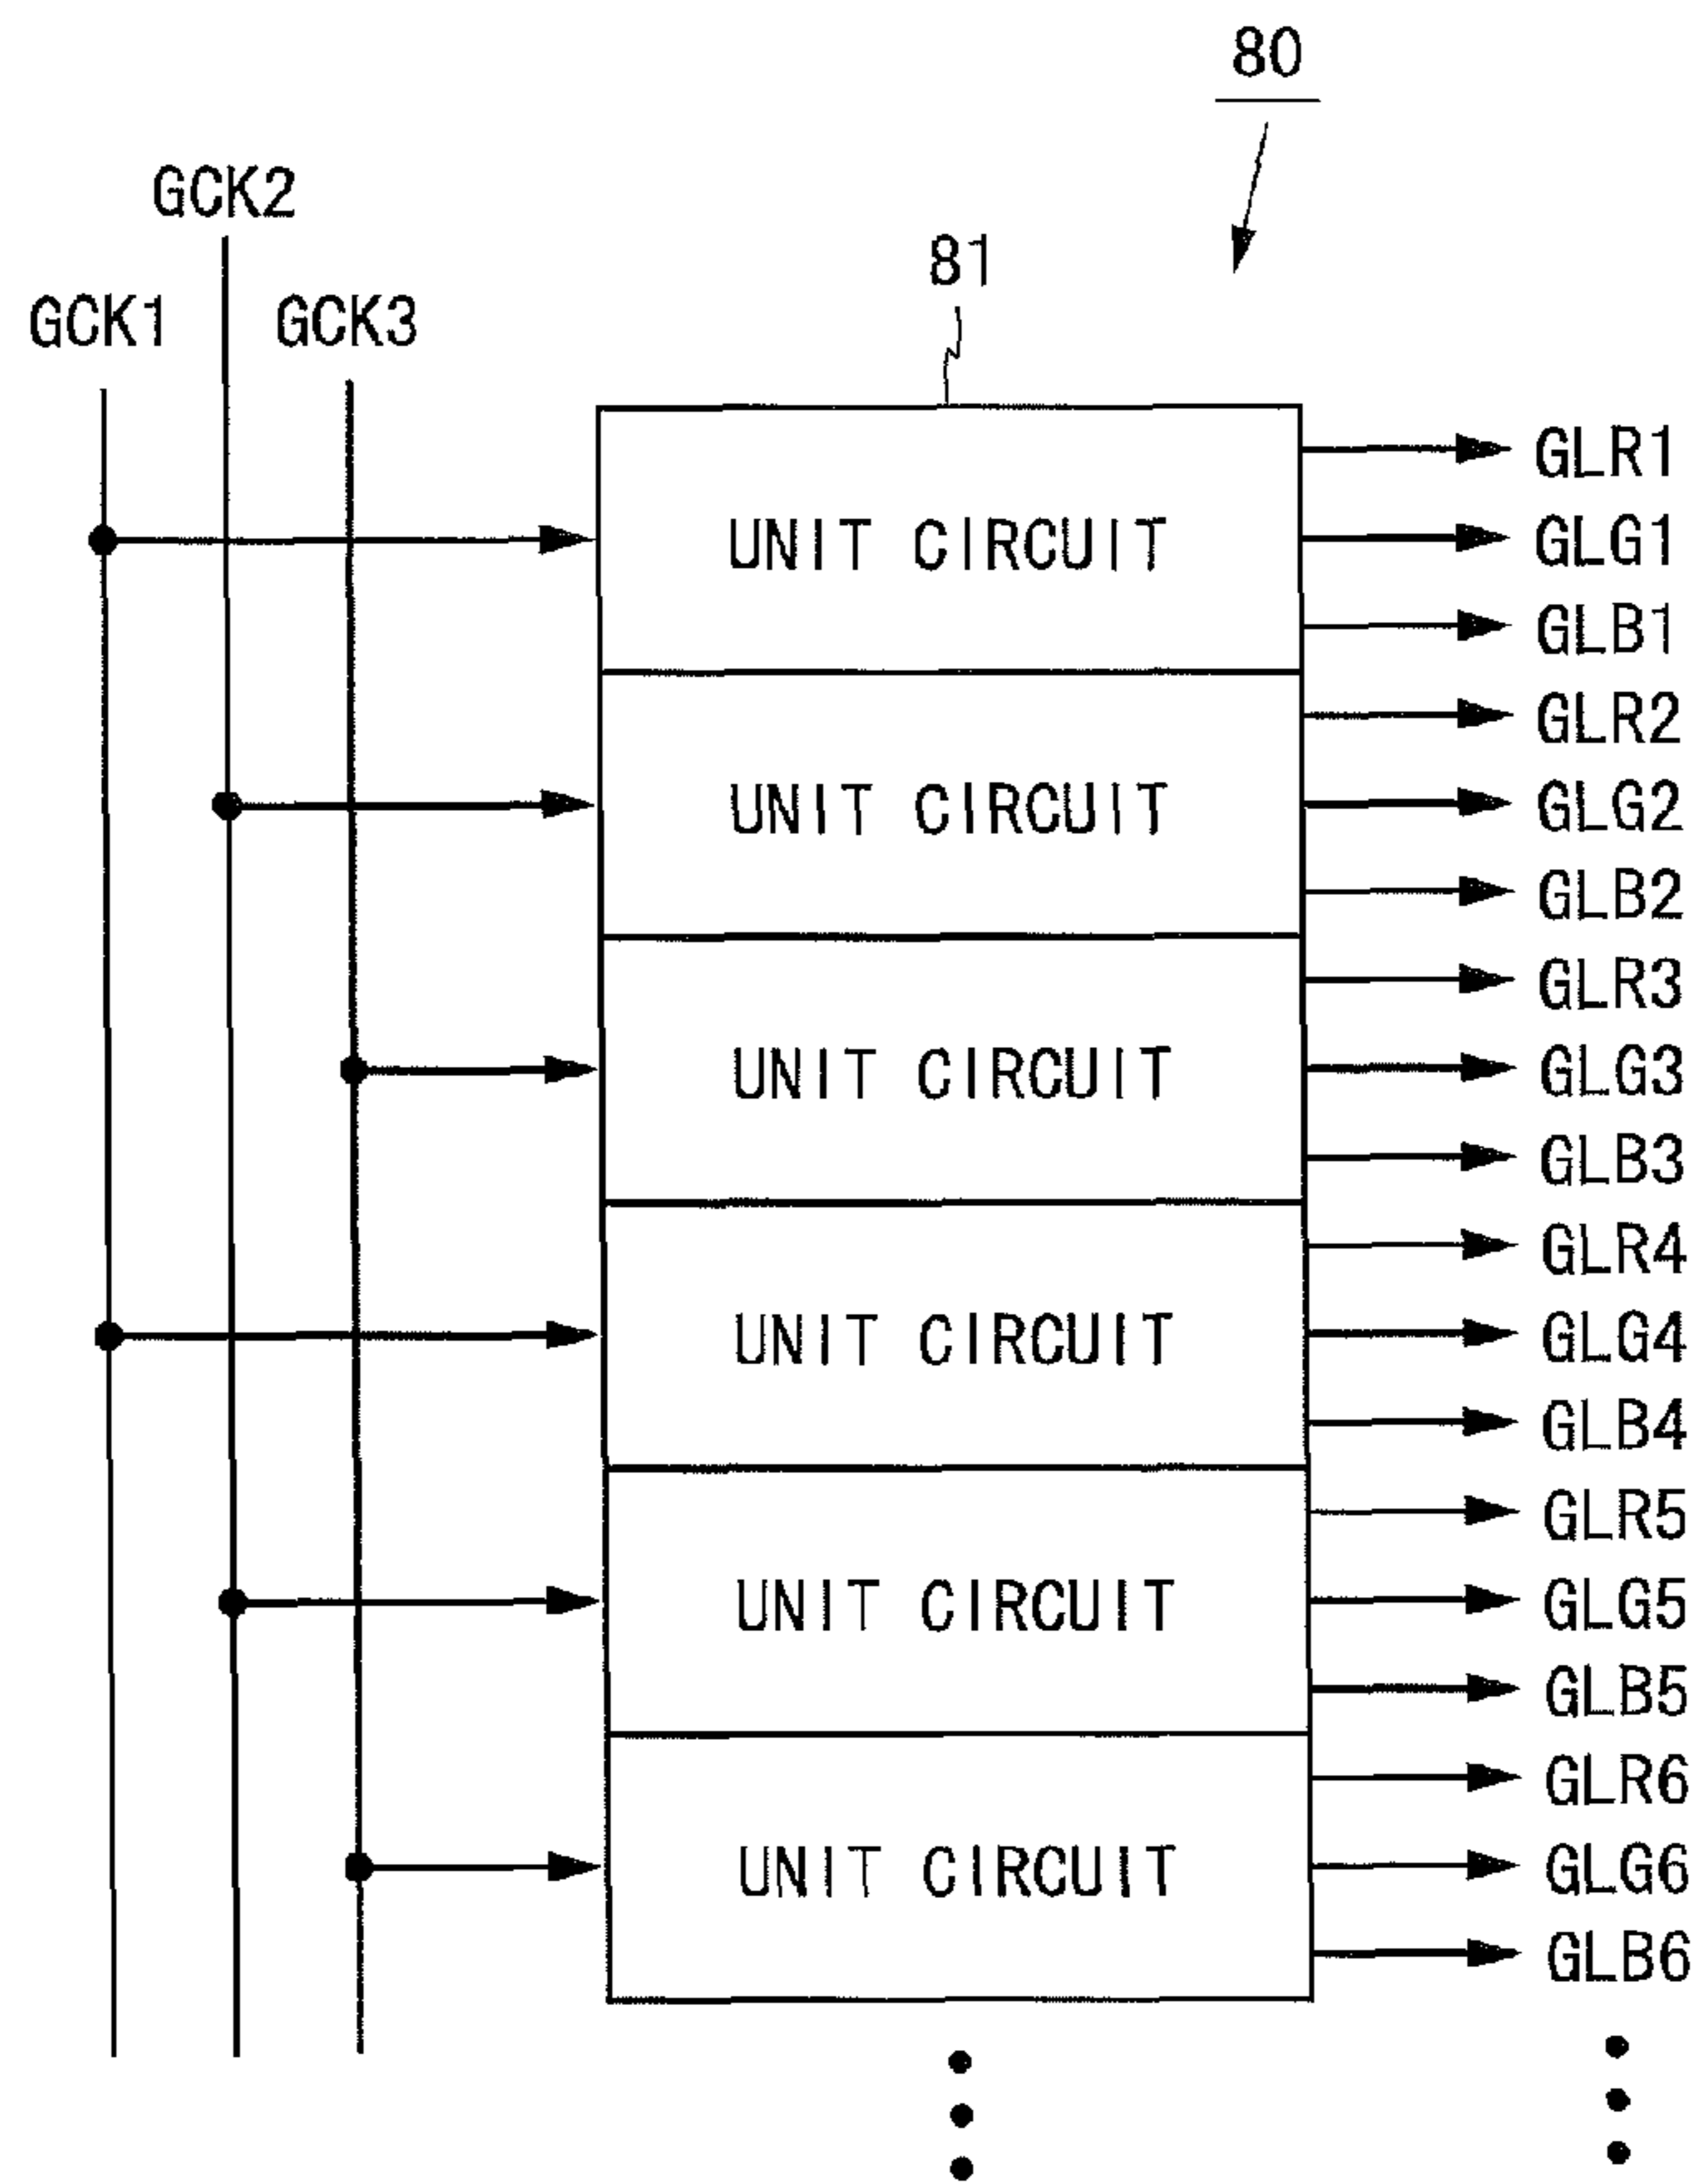 80
GCK2
81
GCK1
GCK3
GLR1
UNIT CIRCUIT
GLG1
GLB1
GLR2
UNIT CIRCUIT
GLG2
GLB2
GLR3
UNIT CIRCUIT
GLG3
GLB3
GLR4
UNIT CIRCUIT
GLG4
GLB4
GLR5
UNIT CIRCUIT
GLG5
GLB5
GLR6
UNIT CIRCUIT
GLG6
GLB6